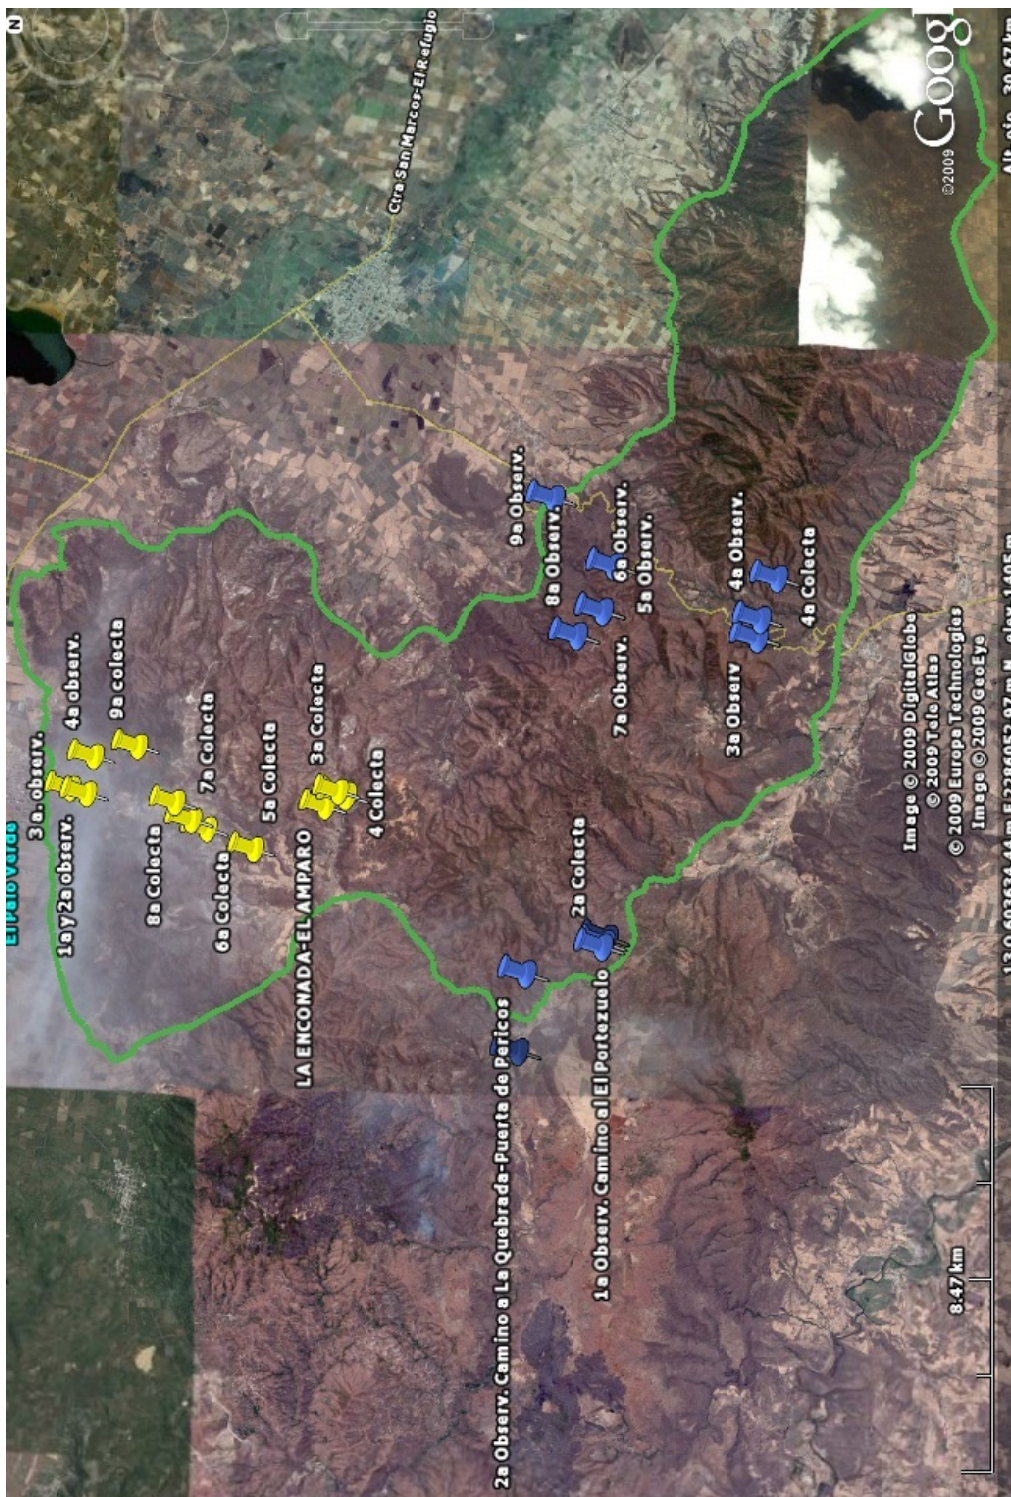 N
El Palo Verde
3 a. observ.
1a y 2a observ.
4a observ.
9a colecta
8a Colecta
7a Colecta
6a Colecta
5a Colecta
LA ENCONADA-EL AMPARO
3a Colecta
4 Colecta
Ctra San Marcos-El Refugio
2a Observ. Camino a La Quebrada-Puerta de Pericos
9a Observ.
8a Observ.
2a Colecta
1a Observ. Camino al El Portezuelo
7a Observ.
6a Observ.
5a Observ.
3a Observ
4a Observ.
4a Colecta
Image © 2009 DigitalGlobe
© 2009 Tele Atlas
© 2009 Europa Technologies
Image © 2009 GeoEye
©2009 Googl
8.47 km